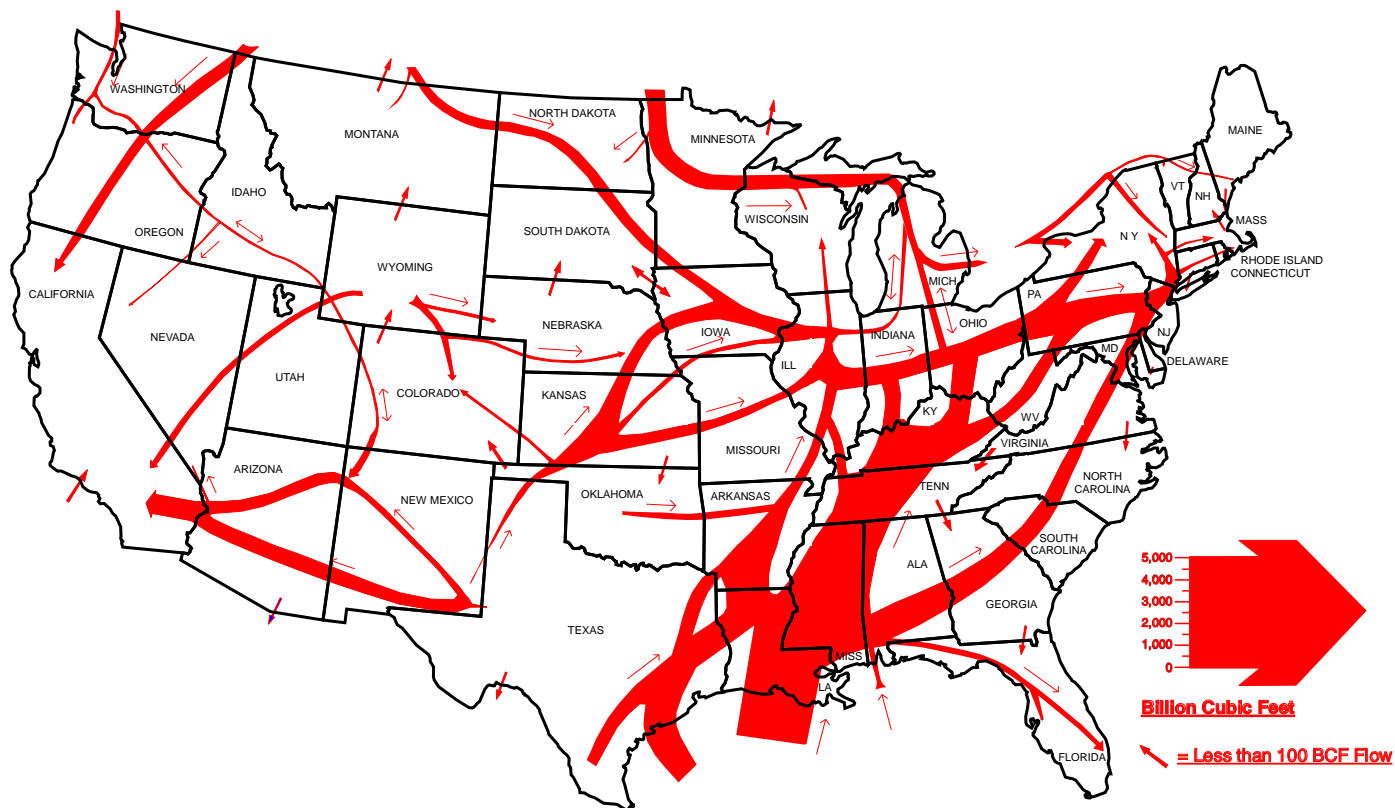 WASHINGTON
MONTANA
NORTH DAKOTA
MINNESOTA
MAINE
IDAHO
OREGON
WYOMING
SOUTH DAKOTA
WISCONSIN
VT
NH
N Y
MASS
RHODE ISLAND
CONNECTICUT
CALIFORNIA
NEVADA
UTAH
COLORADO
NEBRASKA
IOWA
ILL
INDIANA
MICH
OHIO
PA
NJ
MD
DELAWARE
KANSAS
MISSOURI
KY
WV
VIRGINIA
ARIZONA
NEW MEXICO
OKLAHOMA
ARKANSAS
TENN
NORTH
CAROLINA
SOUTH
CAROLINA
ALA
GEORGIA
TEXAS
MISS
LA
FLORIDA
5,000
4,000
3,000
2,000
1,000
0
Billion Cubic Feet
= Less than 100 BCF Flow